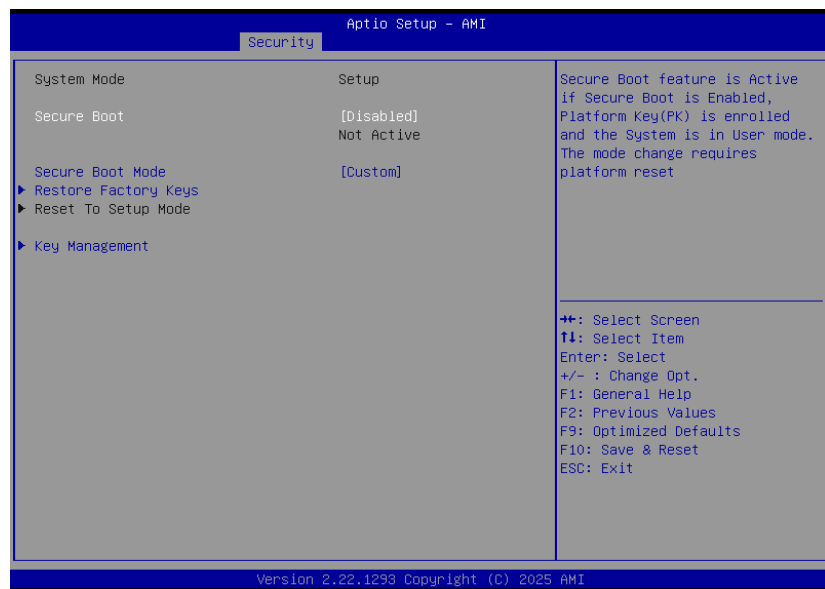 Aptio Setup – AMI
Security
System Mode Setup
Secure Boot [Disabled]
Not Active
Secure Boot Mode [Custom]
▶ Restore Factory Keys
▶ Reset To Setup Mode
▶ Key Management
Secure Boot feature is Active
if Secure Boot is Enabled,
Platform Key(PK) is enrolled
and the System is in User mode.
The mode change requires
platform reset
→←: Select Screen
↑↓: Select Item
Enter: Select
+/- : Change Opt.
F1: General Help
F2: Previous Values
F9: Optimized Defaults
F10: Save & Reset
ESC: Exit
Version 2.22.1293 Copyright (C) 2025 AMI